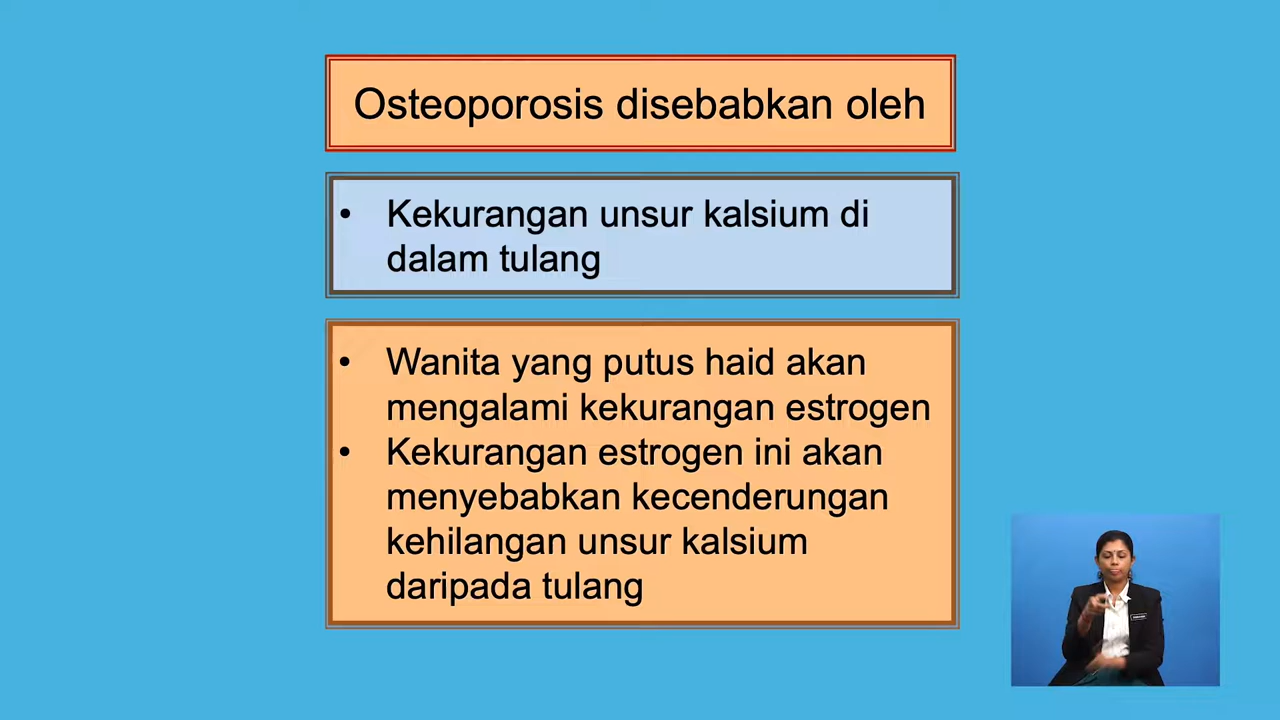 Osteoporosis disebabkan oleh
• Kekurangan unsur kalsium di
dalam tulang
• Wanita yang putus haid akan
mengalami kekurangan estrogen
• Kekurangan estrogen ini akan
menyebabkan kecenderungan
kehilangan unsur kalsium
daripada tulang